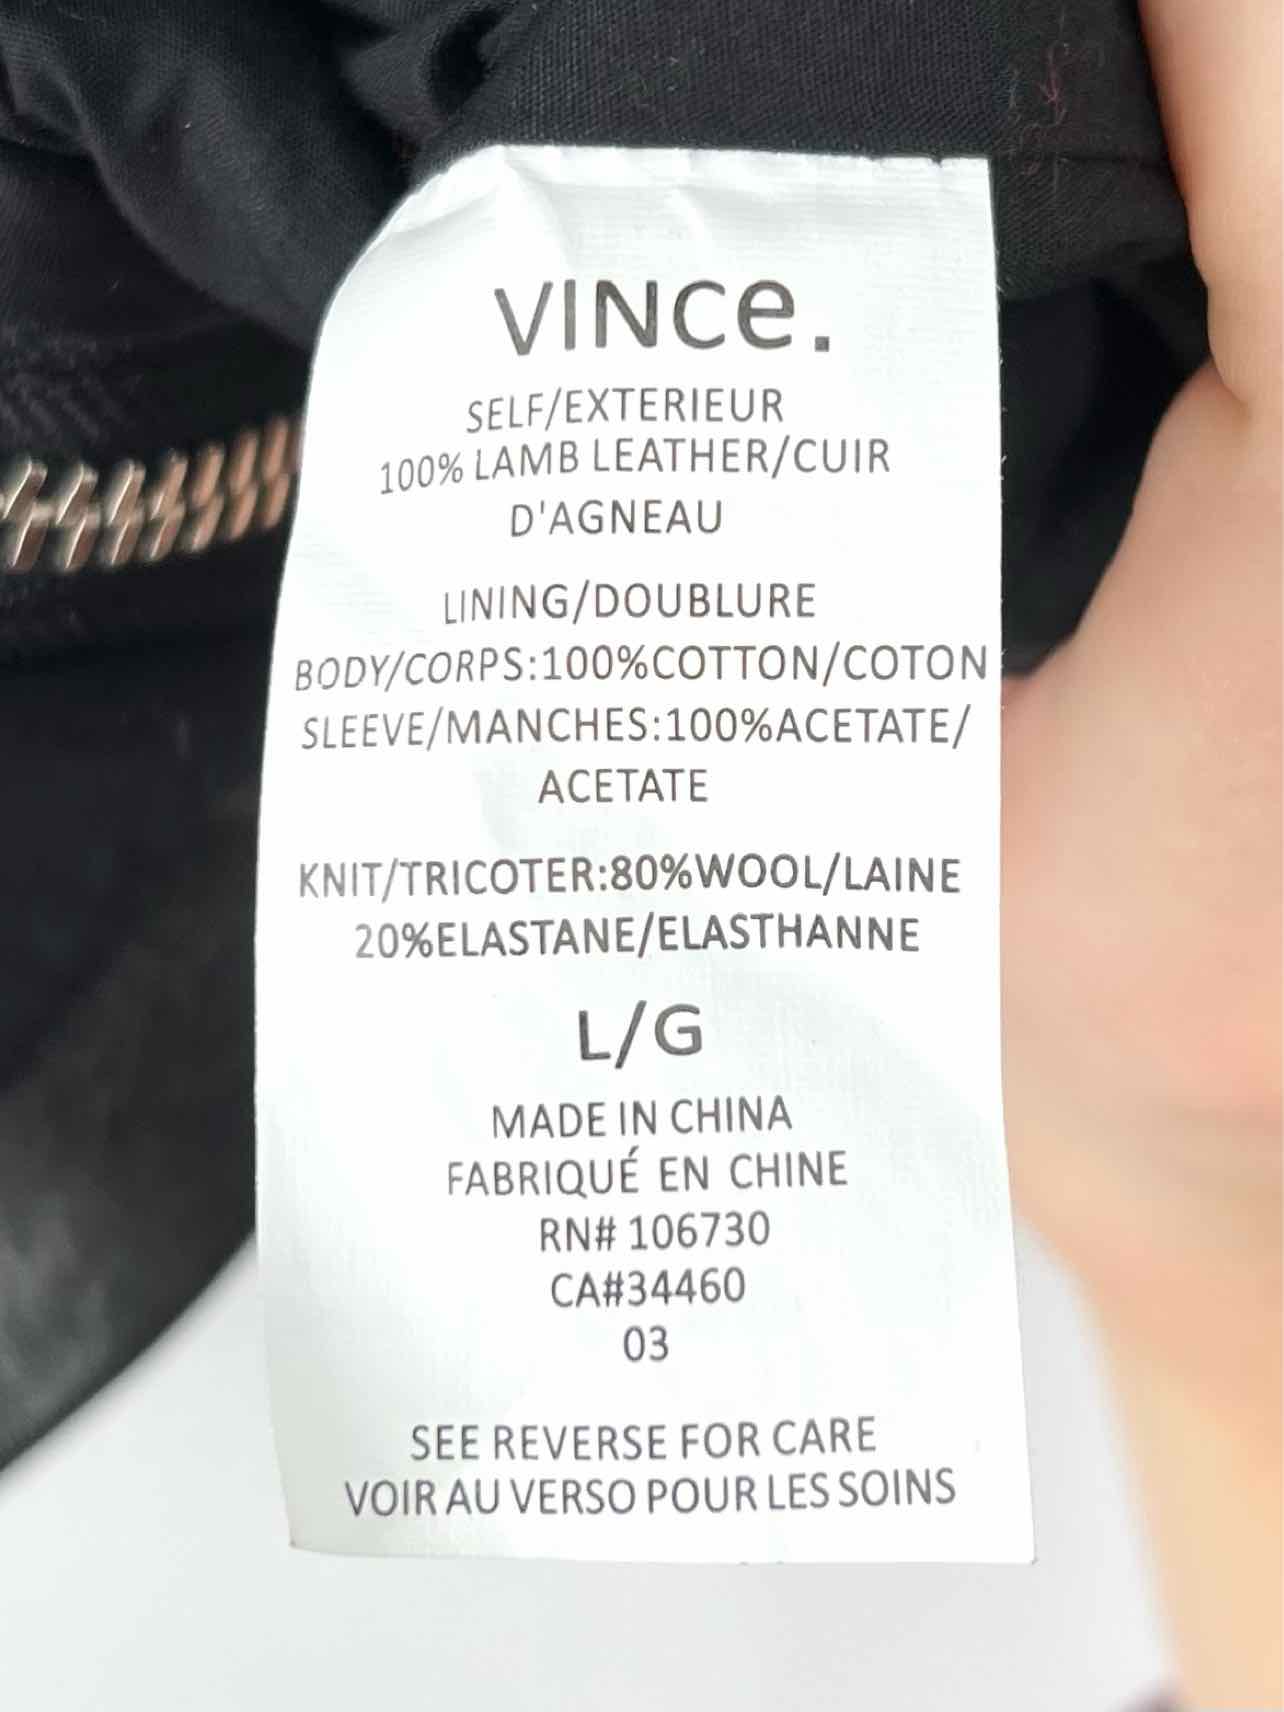 VINCe.
SELF/EXTERIEUR
100% LAMB LEATHER/CUIR
D'AGNEAU
LINING/DOUBLURE
BODY/CORPS:100%COTTON/COTON
SLEEVE/MANCHES:100%ACETATE/
ACETATE
KNIT/TRICOTER:80%WOOL/LAINE
20%ELASTANE/ELASTHANNE
L/G
MADE IN CHINA
FABRIQUÉ EN CHINE
RN# 106730
CA#34460
03
SEE REVERSE FOR CARE
VOIR AU VERSO POUR LES SOINS